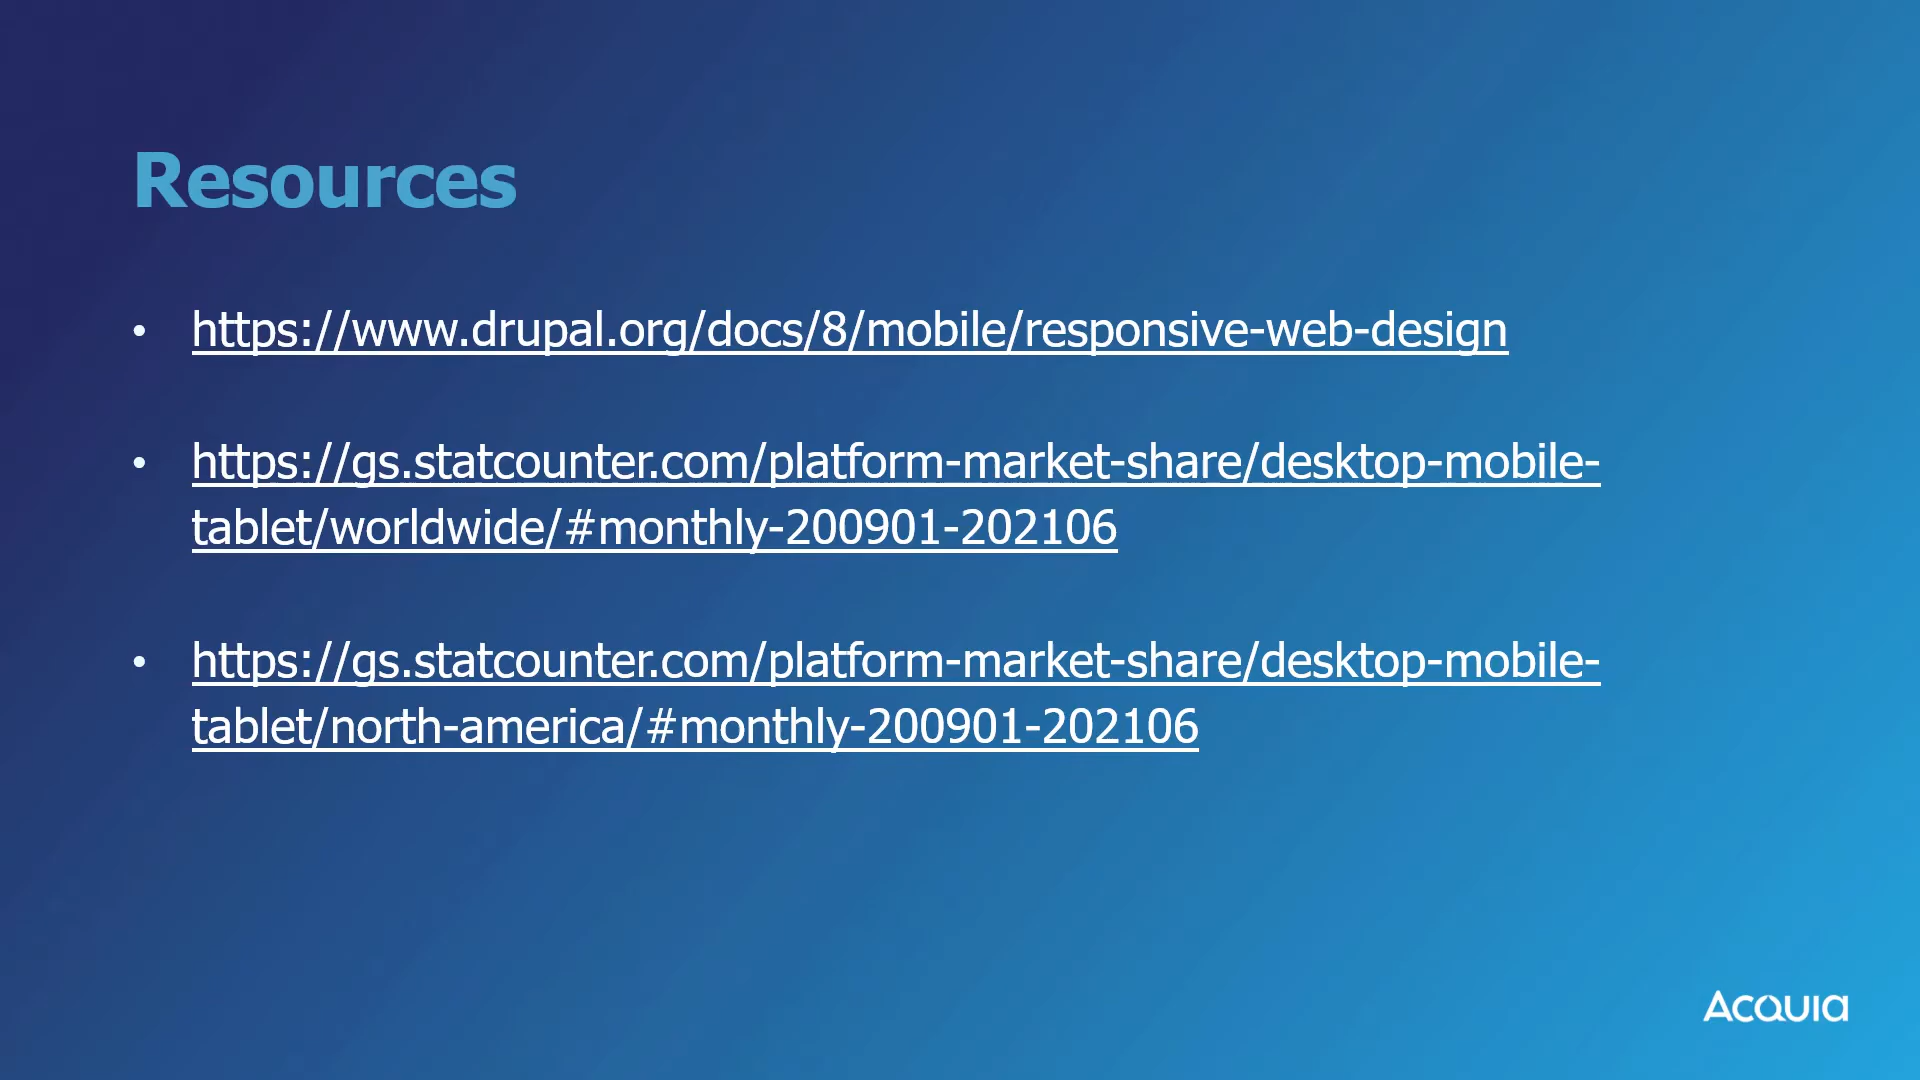 Resources
• https://www.drupal.org/docs/8/mobile/responsive-web-design
• https://gs.statcounter.com/platform-market-share/desktop-mobile-
tablet/worldwide/#monthly-200901-202106
• https://gs.statcounter.com/platform-market-share/desktop-mobile-
tablet/north-america/#monthly-200901-202106
Acquia